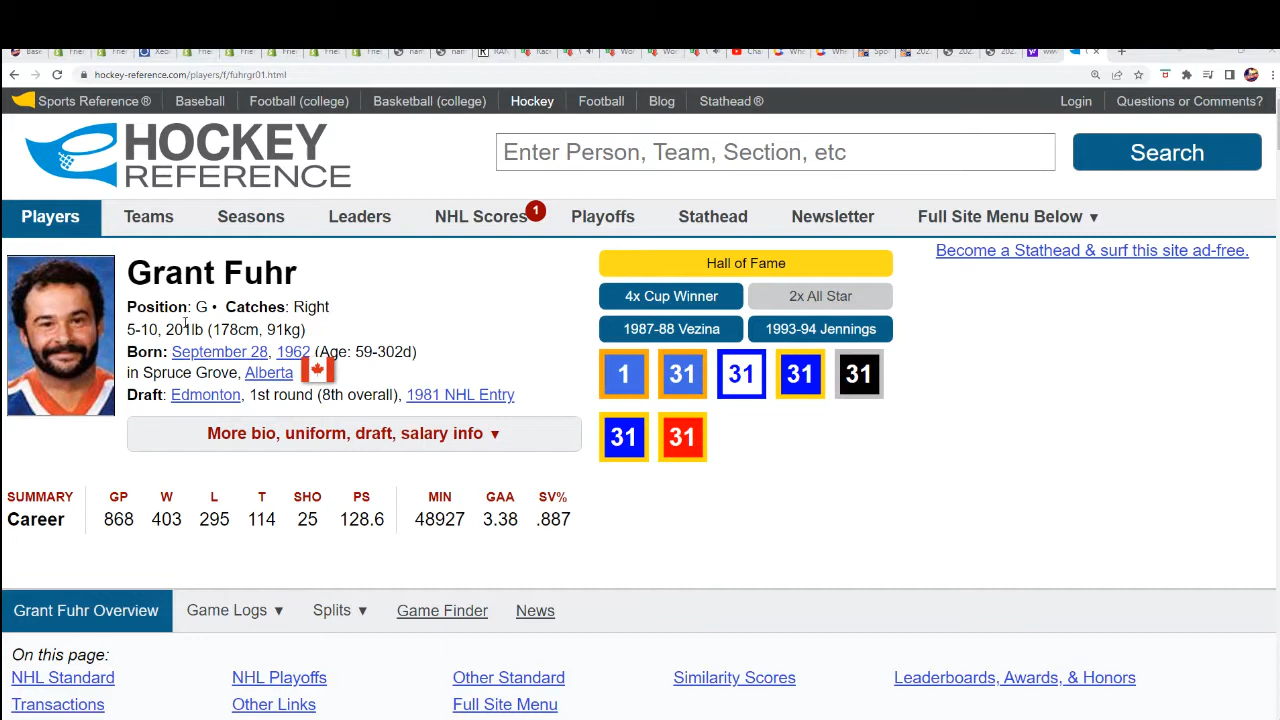 hockey-reference.com/players/f/fuhrgr01.html
Sports Reference ® Baseball Football (college) Basketball (college) Hockey Football Blog Stathead ® Login Questions or Comments?
HOCKEY
REFERENCE
Enter Person, Team, Section, etc
Search
Players Teams Seasons Leaders NHL Scores 1 Playoffs Stathead Newsletter Full Site Menu Below ▼
Become a Stathead & surf this site ad-free.
Grant Fuhr
Position: G • Catches: Right
5-10, 201lb (178cm, 91kg)
Born: September 28, 1962 (Age: 59-302d)
in Spruce Grove, Alberta
Draft: Edmonton, 1st round (8th overall), 1981 NHL Entry
More bio, uniform, draft, salary info ▼
Hall of Fame
4x Cup Winner 2x All Star
1987-88 Vezina 1993-94 Jennings
1 31 31 31 31
31 31
SUMMARY GP W L T SHO PS MIN GAA SV%
Career 868 403 295 114 25 128.6 48927 3.38 .887
Grant Fuhr Overview Game Logs ▼ Splits ▼ Game Finder News
On this page:
NHL Standard NHL Playoffs Other Standard Similarity Scores Leaderboards, Awards, & Honors
Transactions Other Links Full Site Menu